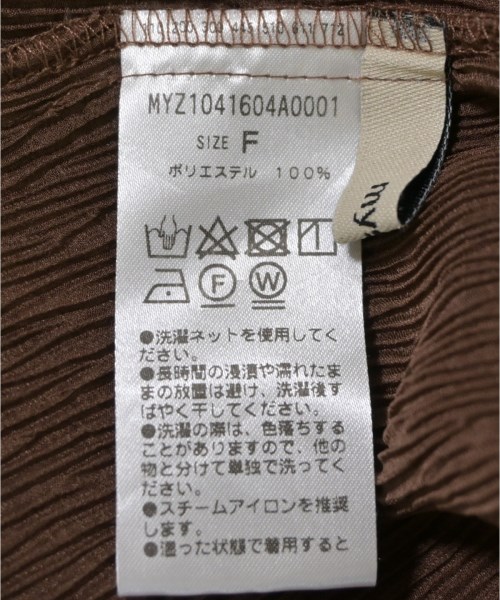 MYZ1041604A0001
SIZE F
ポリエステル 100%
my
F W
●洗濯ネットを使用してく
ださい。
●長時間の浸漬や濡れたま
まの放置は避け、洗濯後す
ばやく干してください。
●洗濯の際は、色落ちする
ことがありますので、他の
物と分けて単独で洗ってく
ださい。
●スチームアイロンを推奨
します。
●湿った状態で着用すると